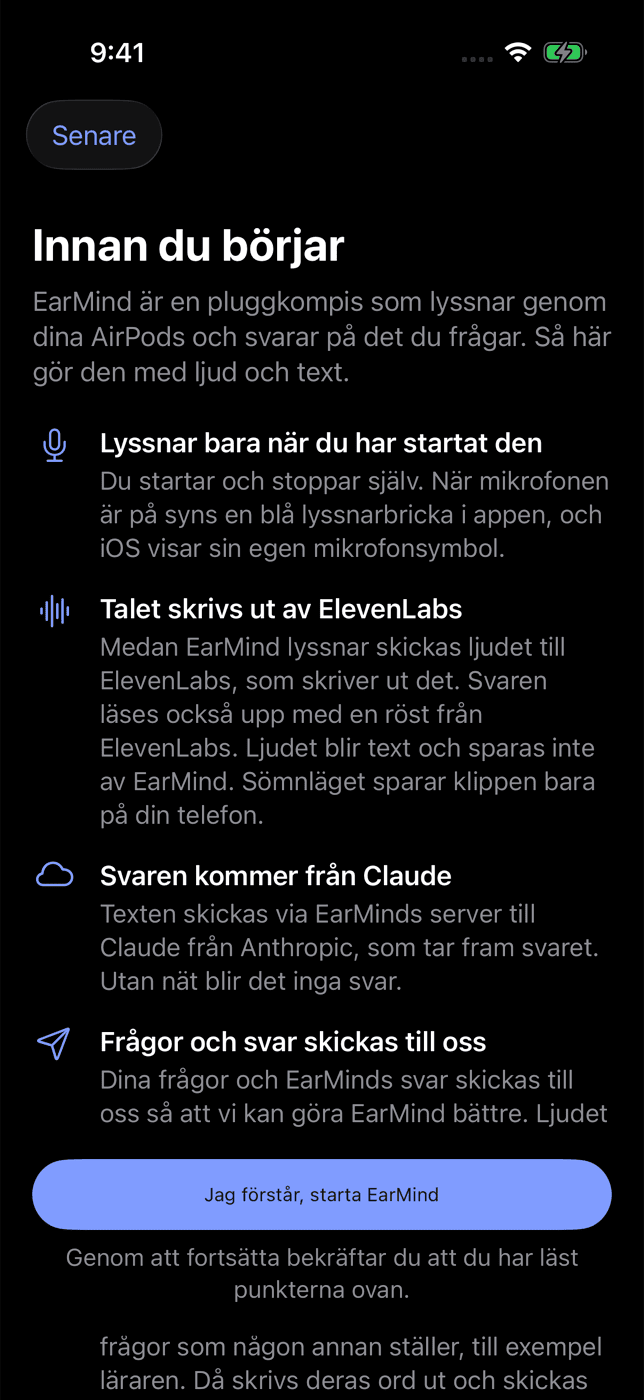 9:41
Senare
Innan du börjar
EarMind är en pluggkompis som lyssnar genom
dina AirPods och svarar på det du frågar. Så här
gör den med ljud och text.
Lyssnar bara när du har startat den
Du startar och stoppar själv. När mikrofonen
är på syns en blå lyssnarbricka i appen, och
iOS visar sin egen mikrofonsymbol.
Talet skrivs ut av ElevenLabs
Medan EarMind lyssnar skickas ljudet till
ElevenLabs, som skriver ut det. Svaren
läses också upp med en röst från
ElevenLabs. Ljudet blir text och sparas inte
av EarMind. Sömnläget sparar klippen bara
på din telefon.
Svaren kommer från Claude
Texten skickas via EarMinds server till
Claude från Anthropic, som tar fram svaret.
Utan nät blir det inga svar.
Frågor och svar skickas till oss
Dina frågor och EarMinds svar skickas till
oss så att vi kan göra EarMind bättre. Ljudet
Jag förstår, starta EarMind
Genom att fortsätta bekräftar du att du har läst
punkterna ovan.
frågor som någon annan ställer, till exempel
läraren. Då skrivs deras ord ut och skickas